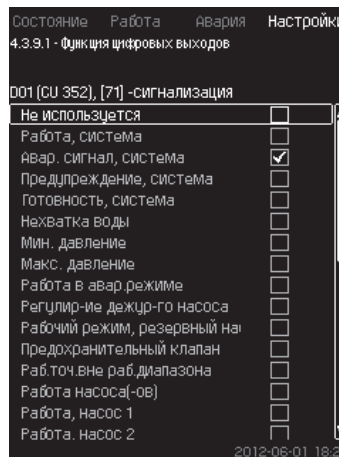 Состояние Работа Авария Настройки
4.3.9.1 - Функция цифровых выходов
DO1 (CU 352), [71] -сигнализация
Не используется
Работа, система
Авар. сигнал, система
Предупреждение, система
Готовность, система
Нехватка воды
Мин. давление
Макс. давление
Работа в авар.режиме
Регулир-ие дежур-го насоса
Рабочий режим, резервный
Предохранительный клапан
Раб.точ.вне раб.диапазона
Работа насоса(-ов)
Работа, насос 1
Работа. насос 2
2012-06-01 18:2